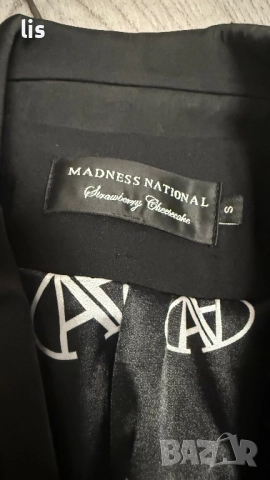 lis
MADNESS NATIONAL
Strawberry Cheesecake
S
BAZAR